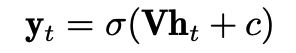 𝐲ₜ = σ(𝐕𝐡ₜ + c)